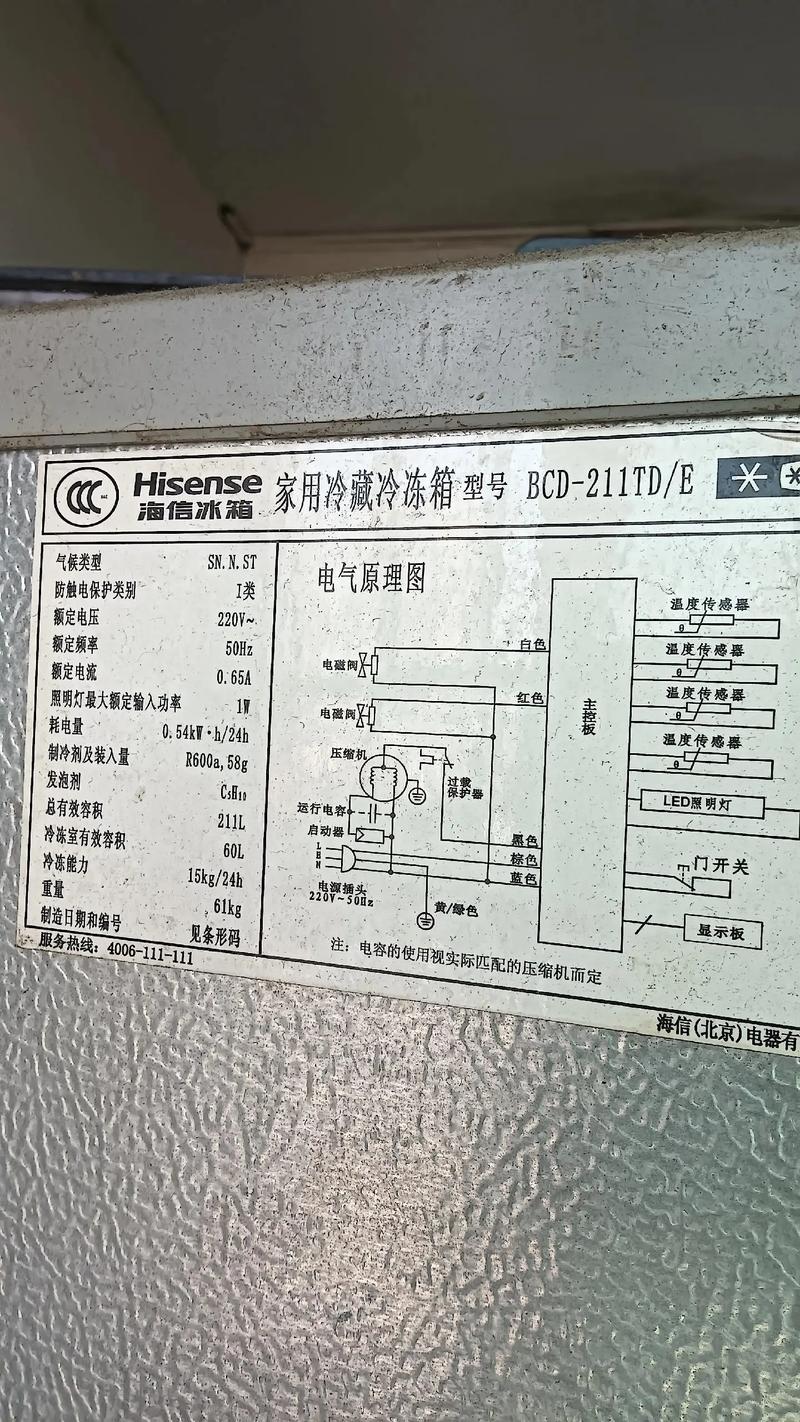 CCC Hisense 海信冰箱 家用冷藏冷冻箱 型号 BCD-211TD/E
气候类型 SN.N.ST
防触电保护类别 I类
额定电压 220V~
额定频率 50Hz
额定电流 0.65A
照明灯最大额定输入功率 1W
耗电量 0.54kW·h/24h
制冷剂及装入量 R600a,58g
发泡剂 C₅H₁₀
总有效容积 211L
冷冻室有效容积 60L
冷冻能力 15kg/24h
重量 61kg
制造日期和编号 见条形码
服务热线: 4006-111-111
电气原理图
白色
电磁阀
红色
电磁阀
压缩机
过载
保护器
运行电容
启动器
黑色
棕色
蓝色
L
N
电源插头
220V~50Hz
黄/绿色
主控板
温度传感器
θ
温度传感器
θ
温度传感器
θ
温度传感器
θ
LED照明灯
门开关
显示板
注: 电容的使用视实际匹配的压缩机而定
海信(北京)电器有